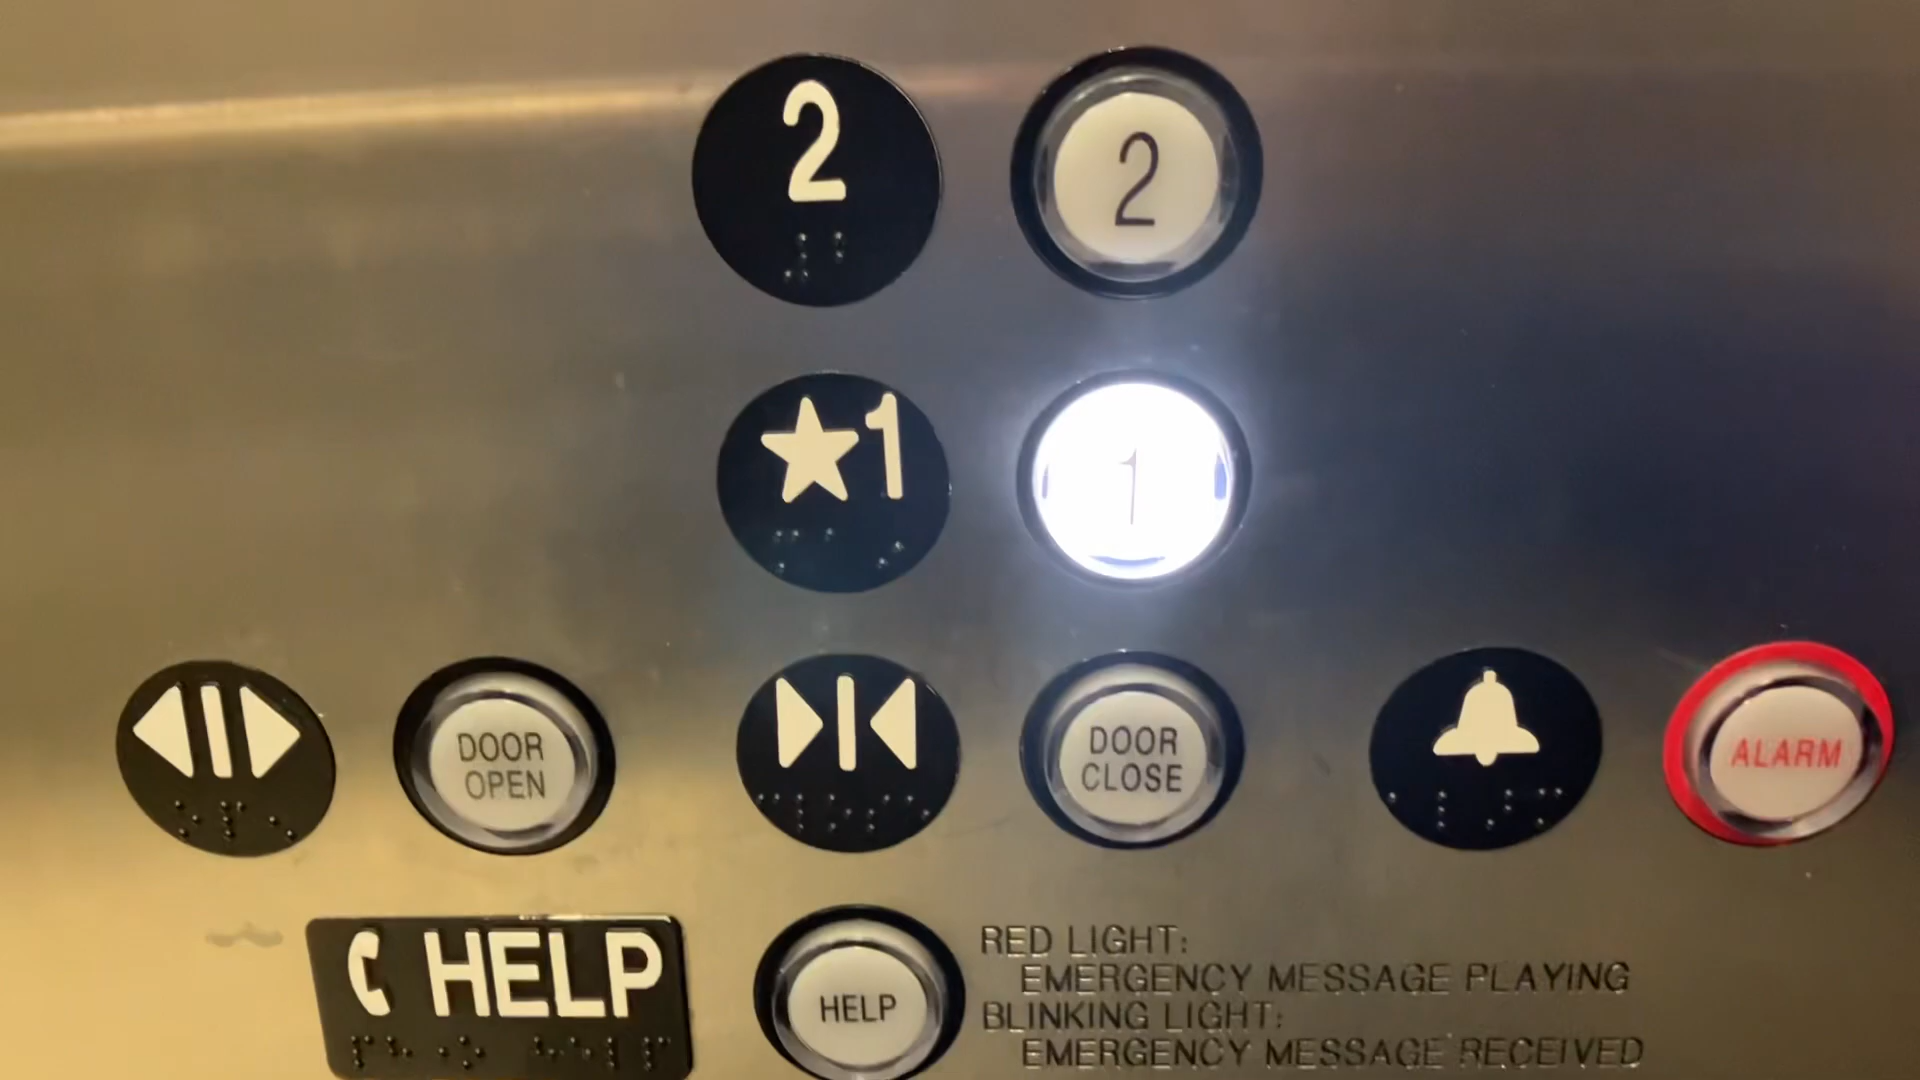 2 2
★1 1
DOOR OPEN
DOOR CLOSE
ALARM
HELP
HELP
RED LIGHT:
EMERGENCY MESSAGE PLAYING
BLINKING LIGHT:
EMERGENCY MESSAGE RECEIVED